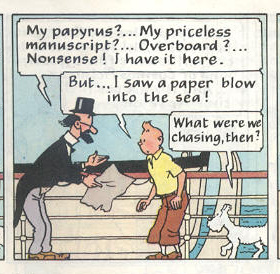 My papyrus?... My priceless
manuscript?... Overboard ?...
Nonsense! I have it here.
But... I saw a paper blow
into the sea!
What were we
chasing, then?